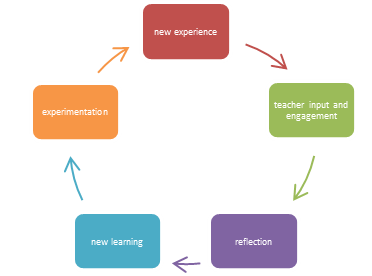 new experience
teacher input and
engagement
reflection
new learning
experimentation